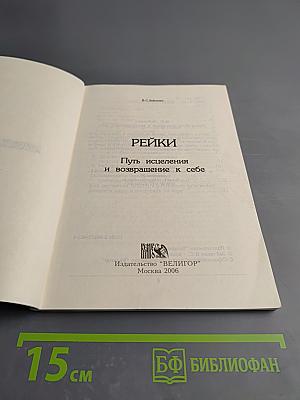 РЕЙКИ
Путь исцеления
и возвращение к себе
Издательство "ВЕЛИГОР"
Москва 2006
15 см
БФ БИБЛИОФАН